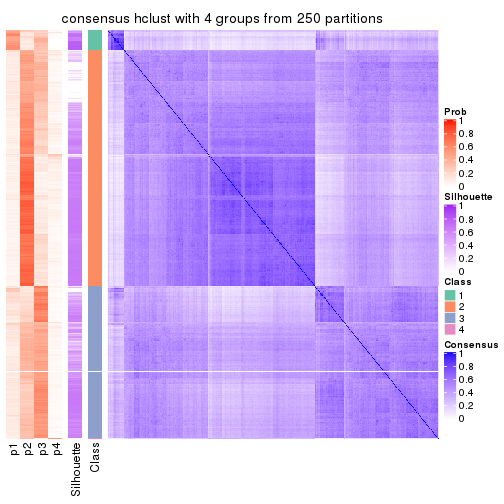 consensus hclust with 4 groups from 250 partitions
Prob
1
0.8
0.6
0.4
0.2
0
Silhouette
1
0.8
0.6
0.4
0.2
0
Class
1
2
3
4
Consensus
1
0.8
0.6
0.4
0.2
0
p1
p2
p3
p4
Silhouette
Class